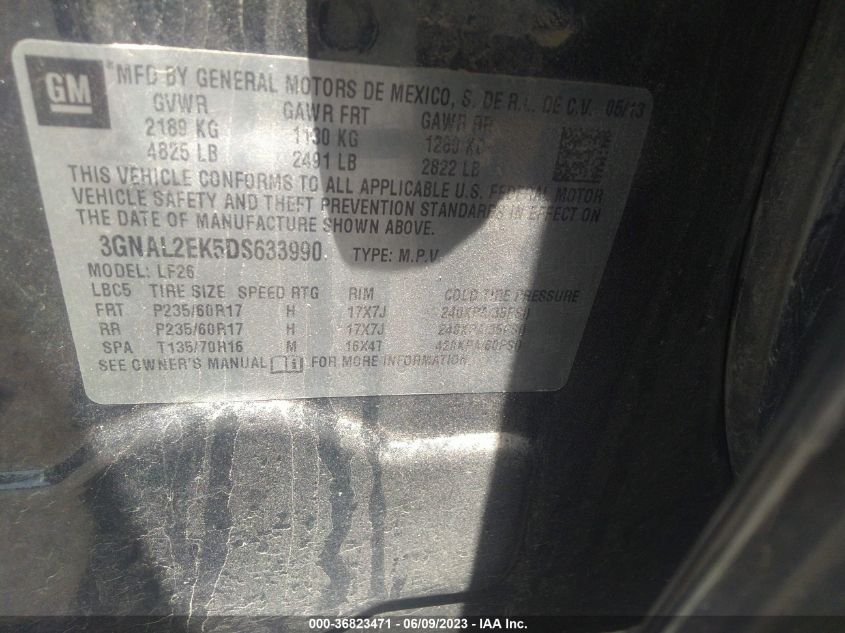 GM
*MFD BY GENERAL MOTORS DE MEXICO, S. DE R.L. DE C.V. 05/13
GVWR GAWR FRT GAWR RR
2189 KG 1130 KG 1280 KG
4825 LB 2491 LB 2822 LB
THIS VEHICLE CONFORMS TO ALL APPLICABLE U.S. FEDERAL MOTOR
VEHICLE SAFETY AND THEFT PREVENTION STANDARDS IN EFFECT ON
THE DATE OF MANUFACTURE SHOWN ABOVE.
3GNAL2EK5DS633990 TYPE: M.P.V.
MODEL: LF26
LBC5 TIRE SIZE SPEED RTG RIM COLD TIRE PRESSURE
FRT P235/60R17 H 17X7J 240KPA(35PSI)
RR P235/60R17 H 17X7J 240KPA(35PSI)
SPA T135/70R16 M 16X4T 420KPA(60PSI)
SEE OWNER'S MANUAL FOR MORE INFORMATION
000-36823471 - 06/09/2023 - IAA Inc.